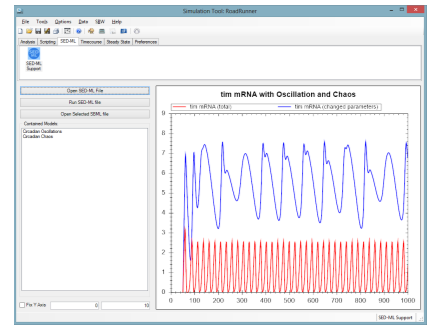 Simulation Tool: RoadRunner
File Tools Options Data SBW Help
Analysis Scripting SED-ML Timecourse Steady State Preferences
SED-ML
Support
Open SED-ML File
Run SED-ML file
Open Selected SBML file
Contained Models:
Circadian Oscillations
Circadian Chaos
tim mRNA with Oscillation and Chaos
tim mRNA (total) tim mRNA (changed parameters)
9
8
7
6
5
4
3
2
1
0
0 100 200 300 400 500 600 700 800 900 1000
Fix Y Axis 0 10
SED-ML Support